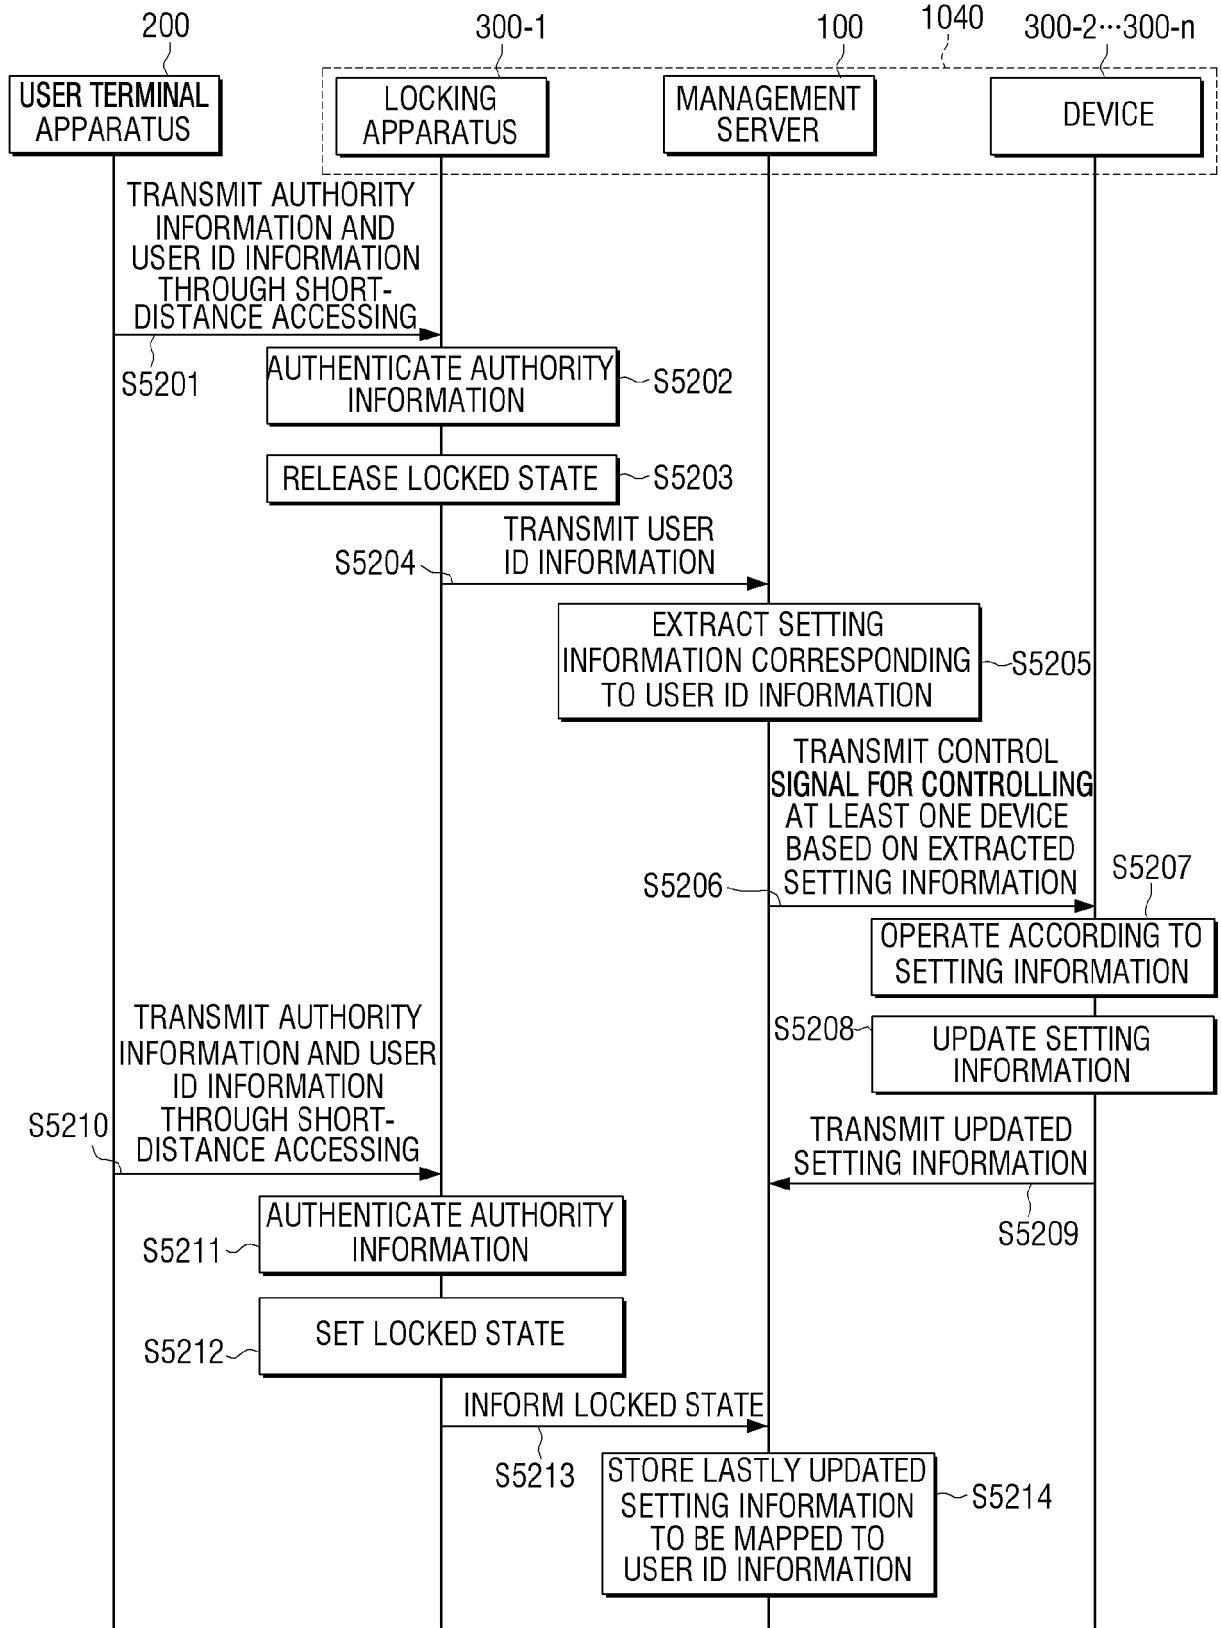 200
300-1
100
1040
300-2···300-n
USER TERMINAL
APPARATUS
LOCKING
APPARATUS
MANAGEMENT
SERVER
DEVICE
TRANSMIT AUTHORITY
INFORMATION AND
USER ID INFORMATION
THROUGH SHORT-
DISTANCE ACCESSING
S5201
AUTHENTICATE AUTHORITY
INFORMATION
S5202
RELEASE LOCKED STATE
S5203
TRANSMIT USER
ID INFORMATION
S5204
EXTRACT SETTING
INFORMATION CORRESPONDING
TO USER ID INFORMATION
S5205
TRANSMIT CONTROL
SIGNAL FOR CONTROLLING
AT LEAST ONE DEVICE
BASED ON EXTRACTED
SETTING INFORMATION
S5206
S5207
OPERATE ACCORDING TO
SETTING INFORMATION
S5208
UPDATE SETTING
INFORMATION
TRANSMIT UPDATED
SETTING INFORMATION
S5209
TRANSMIT AUTHORITY
INFORMATION AND USER
ID INFORMATION
THROUGH SHORT-
DISTANCE ACCESSING
S5210
AUTHENTICATE AUTHORITY
INFORMATION
S5211
SET LOCKED STATE
S5212
INFORM LOCKED STATE
S5213
STORE LASTLY UPDATED
SETTING INFORMATION
TO BE MAPPED TO
USER ID INFORMATION
S5214